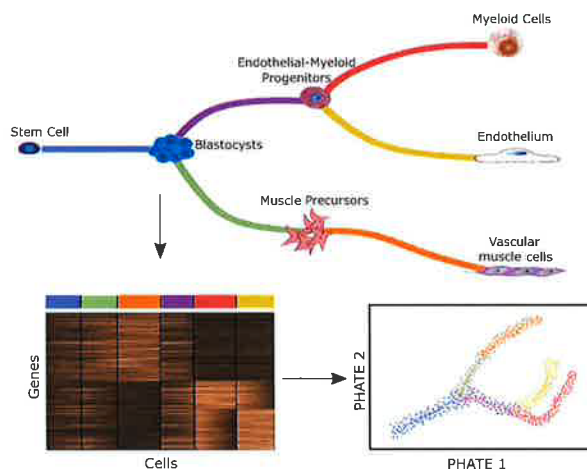 Myeloid Cells
Endothelial-Myeloid
Progenitors
Stem Cell
Blastocysts
Endothelium
Muscle Precursors
Vascular
muscle cells
Genes
Cells
PHATE 2
PHATE 1